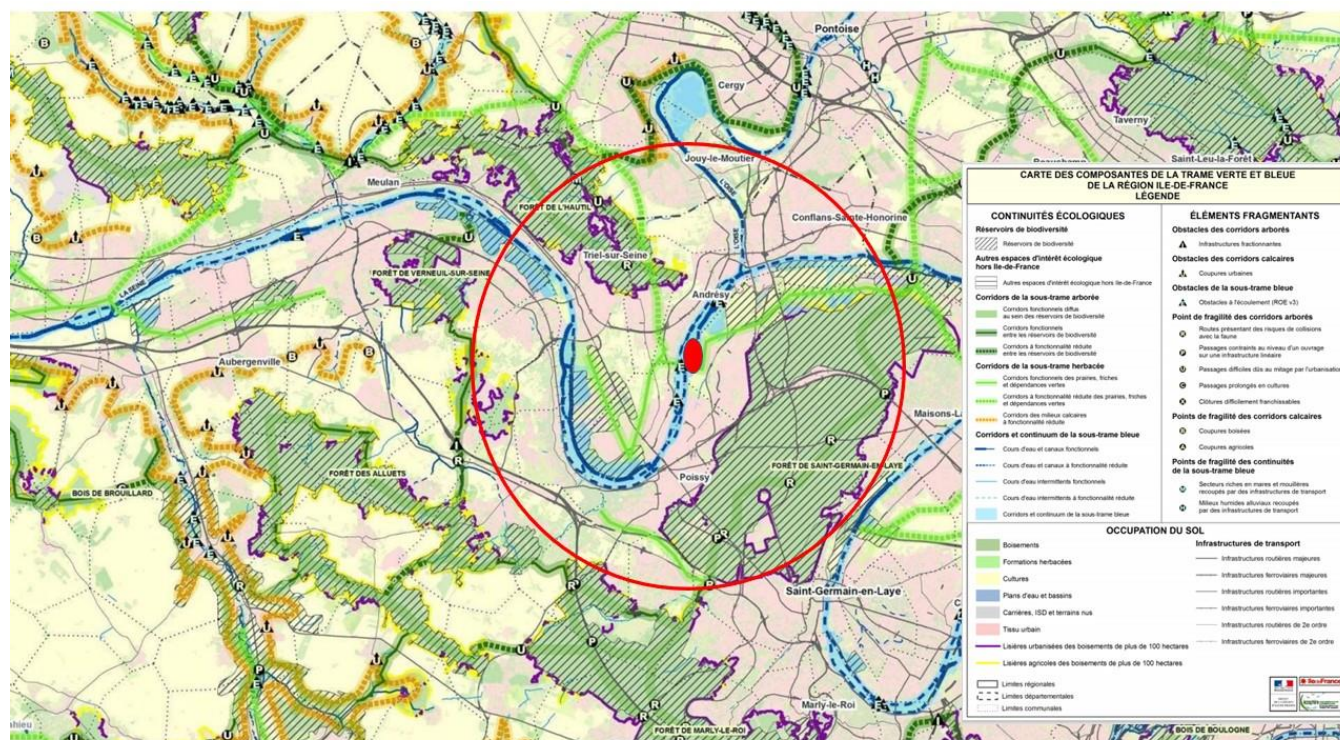 Pontoise
Cergy
Taverny
Saint-Leu-la-Forêt
Jouy-le-Moutier
Meulan
L'OISE
FORÊT DE L'HAUTIL
Conflans-Sainte-Honorine
L'OISE
Triel-sur-Seine
FORÊT DE VERNEUIL-SUR-SEINE
LA SEINE
Andrésy
Aubergenville
Maisons-La
FORÊT DES ALLUETS
Poissy
FORÊT DE SAINT-GERMAIN-EN-LAYE
BOIS DE BROUILLARD
Saint-Germain-en-Laye
Marly-le-Roi
FORÊT DE MARLY-LE-ROI
BOIS DE BOULOGNE
CARTE DES COMPOSANTES DE LA TRAME VERTE ET BLEUE
DE LA RÉGION ILE-DE-FRANCE
LÉGENDE
CONTINUITÉS ÉCOLOGIQUES
Réservoirs de biodiversité
Réservoirs de biodiversité
Autres espaces d'intérêt écologique
hors Ile-de-France
Autres espaces d'intérêt écologique hors Ile-de-France
Corridors de la sous-trame arborée
Corridors fonctionnels diffus
au sein des réservoirs de biodiversité
Corridors fonctionnels
entre les réservoirs de biodiversité
Corridors à fonctionnalité réduite
entre les réservoirs de biodiversité
Corridors de la sous-trame herbacée
Corridors fonctionnels des prairies, friches
et dépendances vertes
Corridors à fonctionnalité réduite des prairies, friches
et dépendances vertes
Corridors des milieux calcaires
à fonctionnalité réduite
Corridors et continuum de la sous-trame bleue
Cours d'eau et canaux fonctionnels
Cours d'eau et canaux à fonctionnalité réduite
Cours d'eau intermittents fonctionnels
Cours d'eau intermittents à fonctionnalité réduite
Corridors et continuum de la sous-trame bleue
ÉLÉMENTS FRAGMENTANTS
Obstacles des corridors arborés
Infrastructures fractionnantes
Obstacles des corridors calcaires
Coupures urbaines
Obstacles de la sous-trame bleue
Obstacles à l'écoulement (ROE v3)
Point de fragilité des corridors arborés
Routes présentant des risques de collisions
avec la faune
Passages contraints au niveau d'un ouvrage
sur une infrastructure linéaire
Passages difficiles dûs au mitage par l'urbanisation
Passages prolongés en cultures
Clôtures difficilement franchissables
Points de fragilité des corridors calcaires
Coupures boisées
Coupures agricoles
Points de fragilité des continuités
de la sous-trame bleue
Secteurs riches en mares et mouillères
recoupés par des infrastructures de transport
Milieux humides alluviaux recoupés
par des infrastructures de transport
OCCUPATION DU SOL
Boisements
Formations herbacées
Cultures
Plans d'eau et bassins
Carrières, ISD et terrains nus
Tissu urbain
Lisières urbanisées des boisements de plus de 100 hectares
Lisières agricoles des boisements de plus de 100 hectares
Limites régionales
Limites départementales
Limites communales
Infrastructures de transport
Infrastructures routières majeures
Infrastructures ferroviaires majeures
Infrastructures routières importantes
Infrastructures ferroviaires importantes
Infrastructures routières de 2e ordre
Infrastructures ferroviaires de 2e ordre
île de France